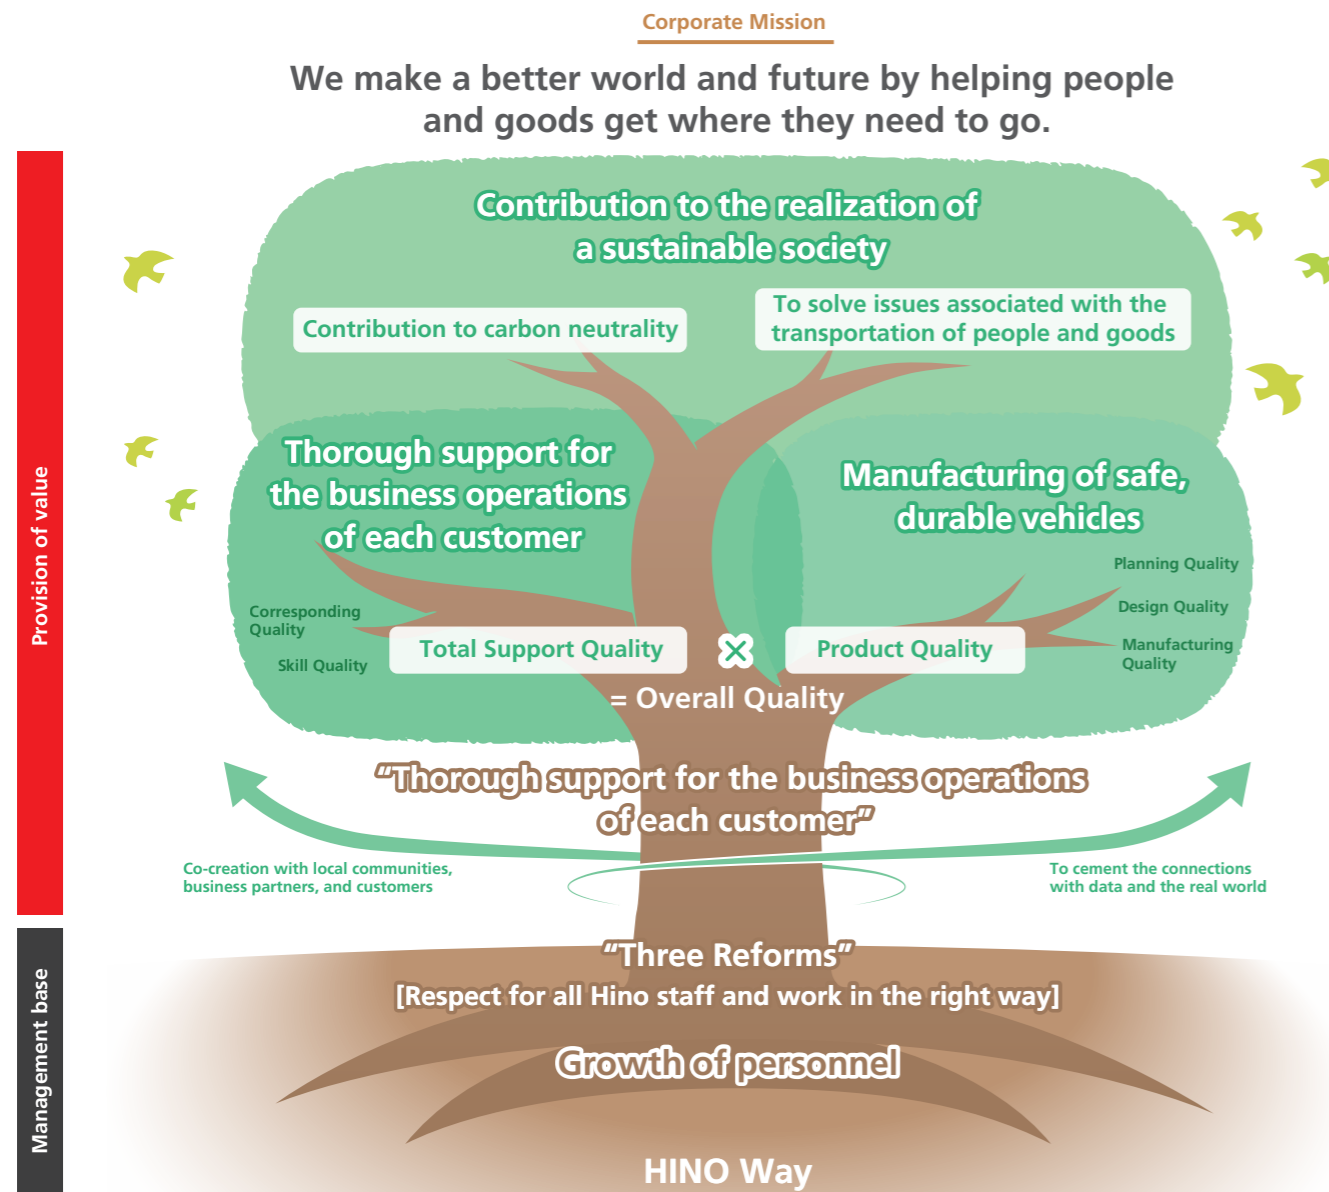 Corporate Mission
We make a better world and future by helping people
and goods get where they need to go.
Contribution to the realization of
a sustainable society
Contribution to carbon neutrality
To solve issues associated with the
transportation of people and goods
Thorough support for
the business operations
of each customer
Manufacturing of safe,
durable vehicles
Planning Quality
Design Quality
Manufacturing
Quality
Corresponding
Quality
Skill Quality
Total Support Quality
×
Product Quality
= Overall Quality
“Thorough support for the business operations
of each customer”
Co-creation with local communities,
business partners, and customers
To cement the connections
with data and the real world
Provision of value
“Three Reforms”
[Respect for all Hino staff and work in the right way]
Growth of personnel
HINO Way
Management base